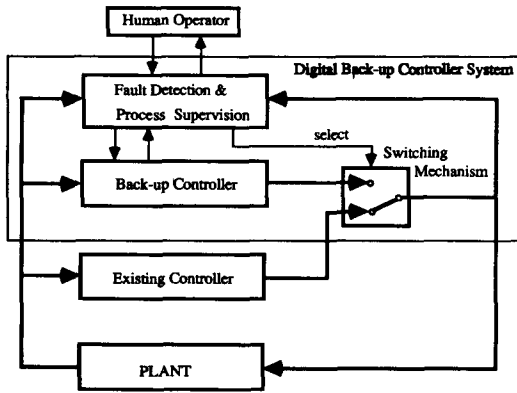 Human Operator
Digital Back-up Controller System
Fault Detection &
Process Supervision
select
Switching
Mechanism
Back-up Controller
Existing Controller
PLANT